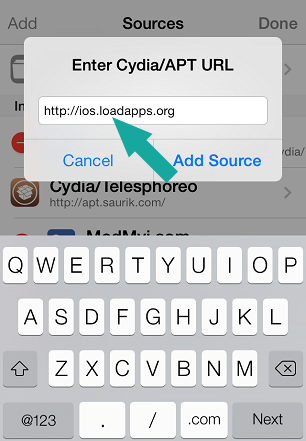 Add Sources Done
Enter Cydia/APT URL
http://ios.loadapps.org
Cancel Add Source
In
cydia/
Cydia/Telesphoreo
http://apt.saurik.com/
ModMyi.com
Q W E R T Y U I O P
A S D F G H J K L
Z X C V B N M
@123 . / .com Next